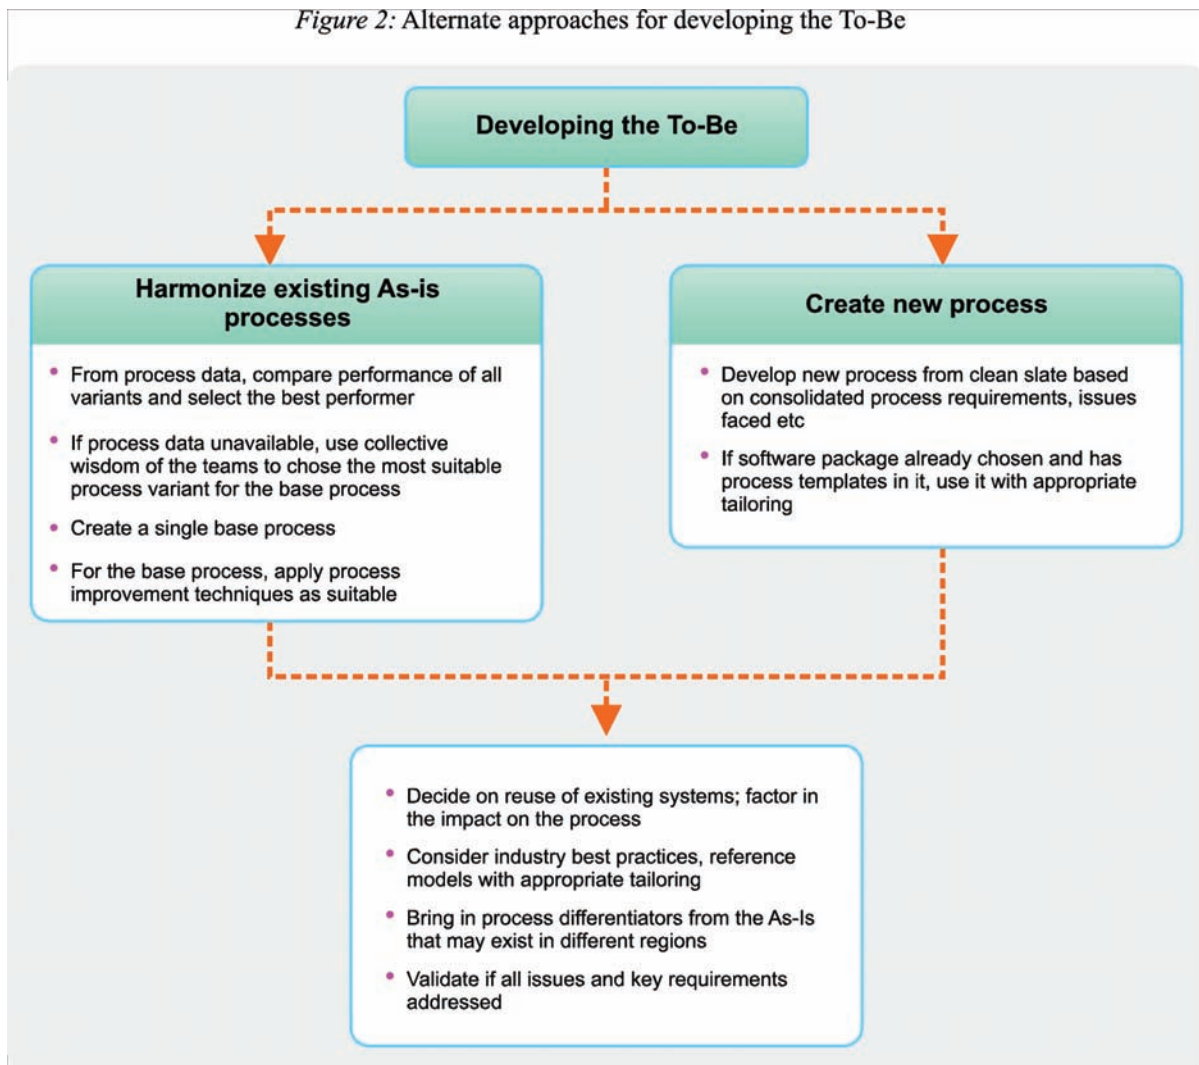 Figure 2: Alternate approaches for developing the To-Be
Developing the To-Be
Harmonize existing As-is
processes
• From process data, compare performance of all
variants and select the best performer
• If process data unavailable, use collective
wisdom of the teams to chose the most suitable
process variant for the base process
• Create a single base process
• For the base process, apply process
improvement techniques as suitable
Create new process
• Develop new process from clean slate based
on consolidated process requirements, issues
faced etc
• If software package already chosen and has
process templates in it, use it with appropriate
tailoring
• Decide on reuse of existing systems; factor in
the impact on the process
• Consider industry best practices, reference
models with appropriate tailoring
• Bring in process differentiators from the As-Is
that may exist in different regions
• Validate if all issues and key requirements
addressed